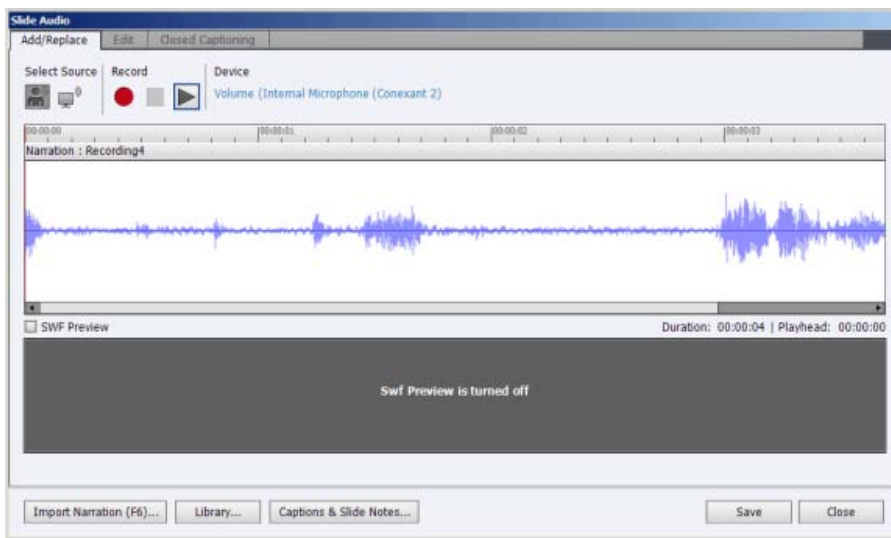 Slide Audio
Add/Replace Edit Closed Captioning
Select Source Record Device
Volume (Internal Microphone (Conexant 2)
00:00:00 00:00:01 00:00:02 00:00:03
Narration : Recording4
SWF Preview Duration: 00:00:04 | Playhead: 00:00:00
Swf Preview is turned off
Import Narration (F6)... Library... Captions & Slide Notes... Save Close